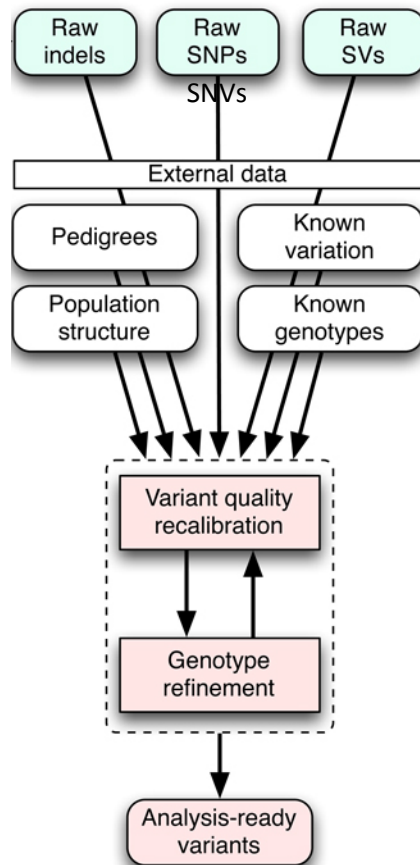 Raw
indels
Raw
SNPs
SNVs
Raw
SVs
External data
Pedigrees
Known
variation
Population
structure
Known
genotypes
Variant quality
recalibration
Genotype
refinement
Analysis-ready
variants